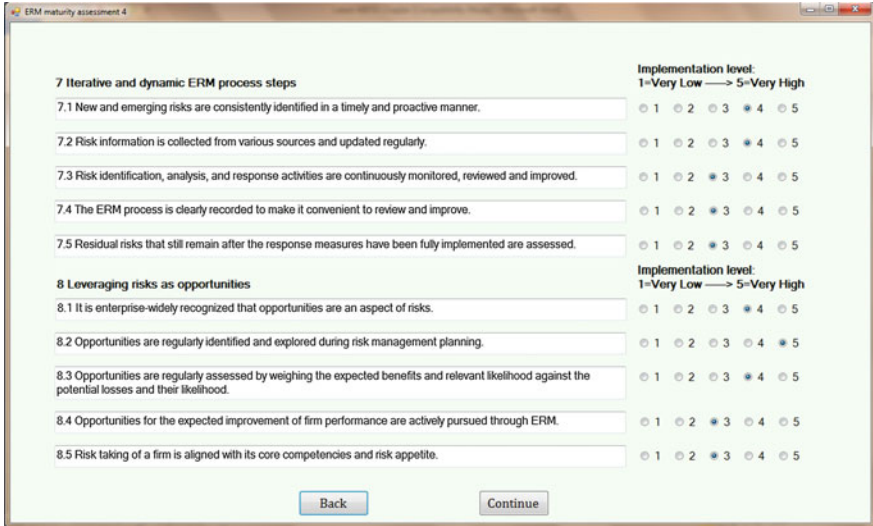 ERM maturity assessment 4
Implementation level:
7 Iterative and dynamic ERM process steps 1=Very Low ----> 5=Very High
7.1 New and emerging risks are consistently identified in a timely and proactive manner. 1 2 3 4 5
7.2 Risk information is collected from various sources and updated regularly. 1 2 3 4 5
7.3 Risk identification, analysis, and response activities are continuously monitored, reviewed and improved. 1 2 3 4 5
7.4 The ERM process is clearly recorded to make it convenient to review and improve. 1 2 3 4 5
7.5 Residual risks that still remain after the response measures have been fully implemented are assessed. 1 2 3 4 5
Implementation level:
8 Leveraging risks as opportunities 1=Very Low ----> 5=Very High
8.1 It is enterprise-widely recognized that opportunities are an aspect of risks. 1 2 3 4 5
8.2 Opportunities are regularly identified and explored during risk management planning. 1 2 3 4 5
8.3 Opportunities are regularly assessed by weighing the expected benefits and relevant likelihood against the 1 2 3 4 5
potential losses and their likelihood.
8.4 Opportunities for the expected improvement of firm performance are actively pursued through ERM. 1 2 3 4 5
8.5 Risk taking of a firm is aligned with its core competencies and risk appetite. 1 2 3 4 5
Back Continue